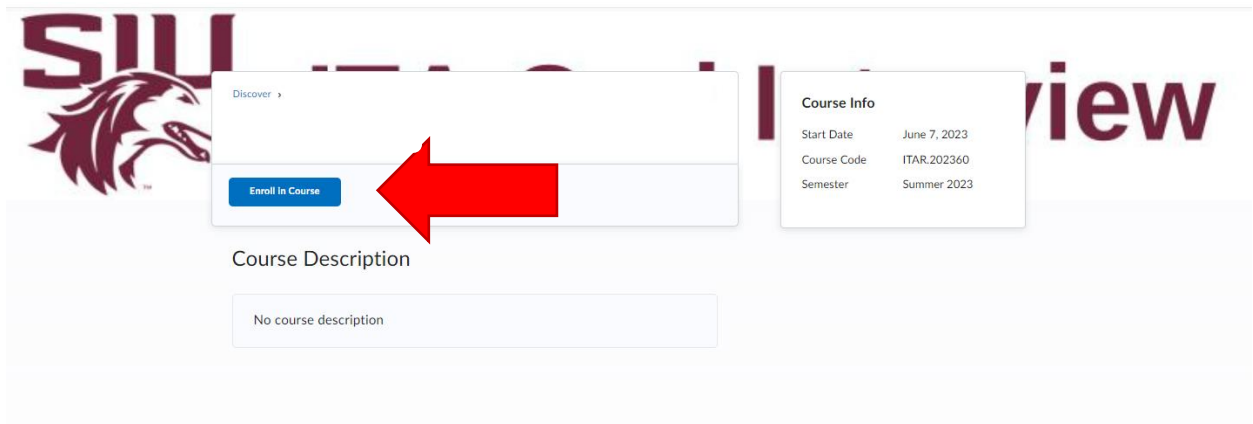 SIU
iew
Discover ›
Enroll in Course
Course Info
Start Date June 7, 2023
Course Code ITAR.202360
Semester Summer 2023
Course Description
No course description